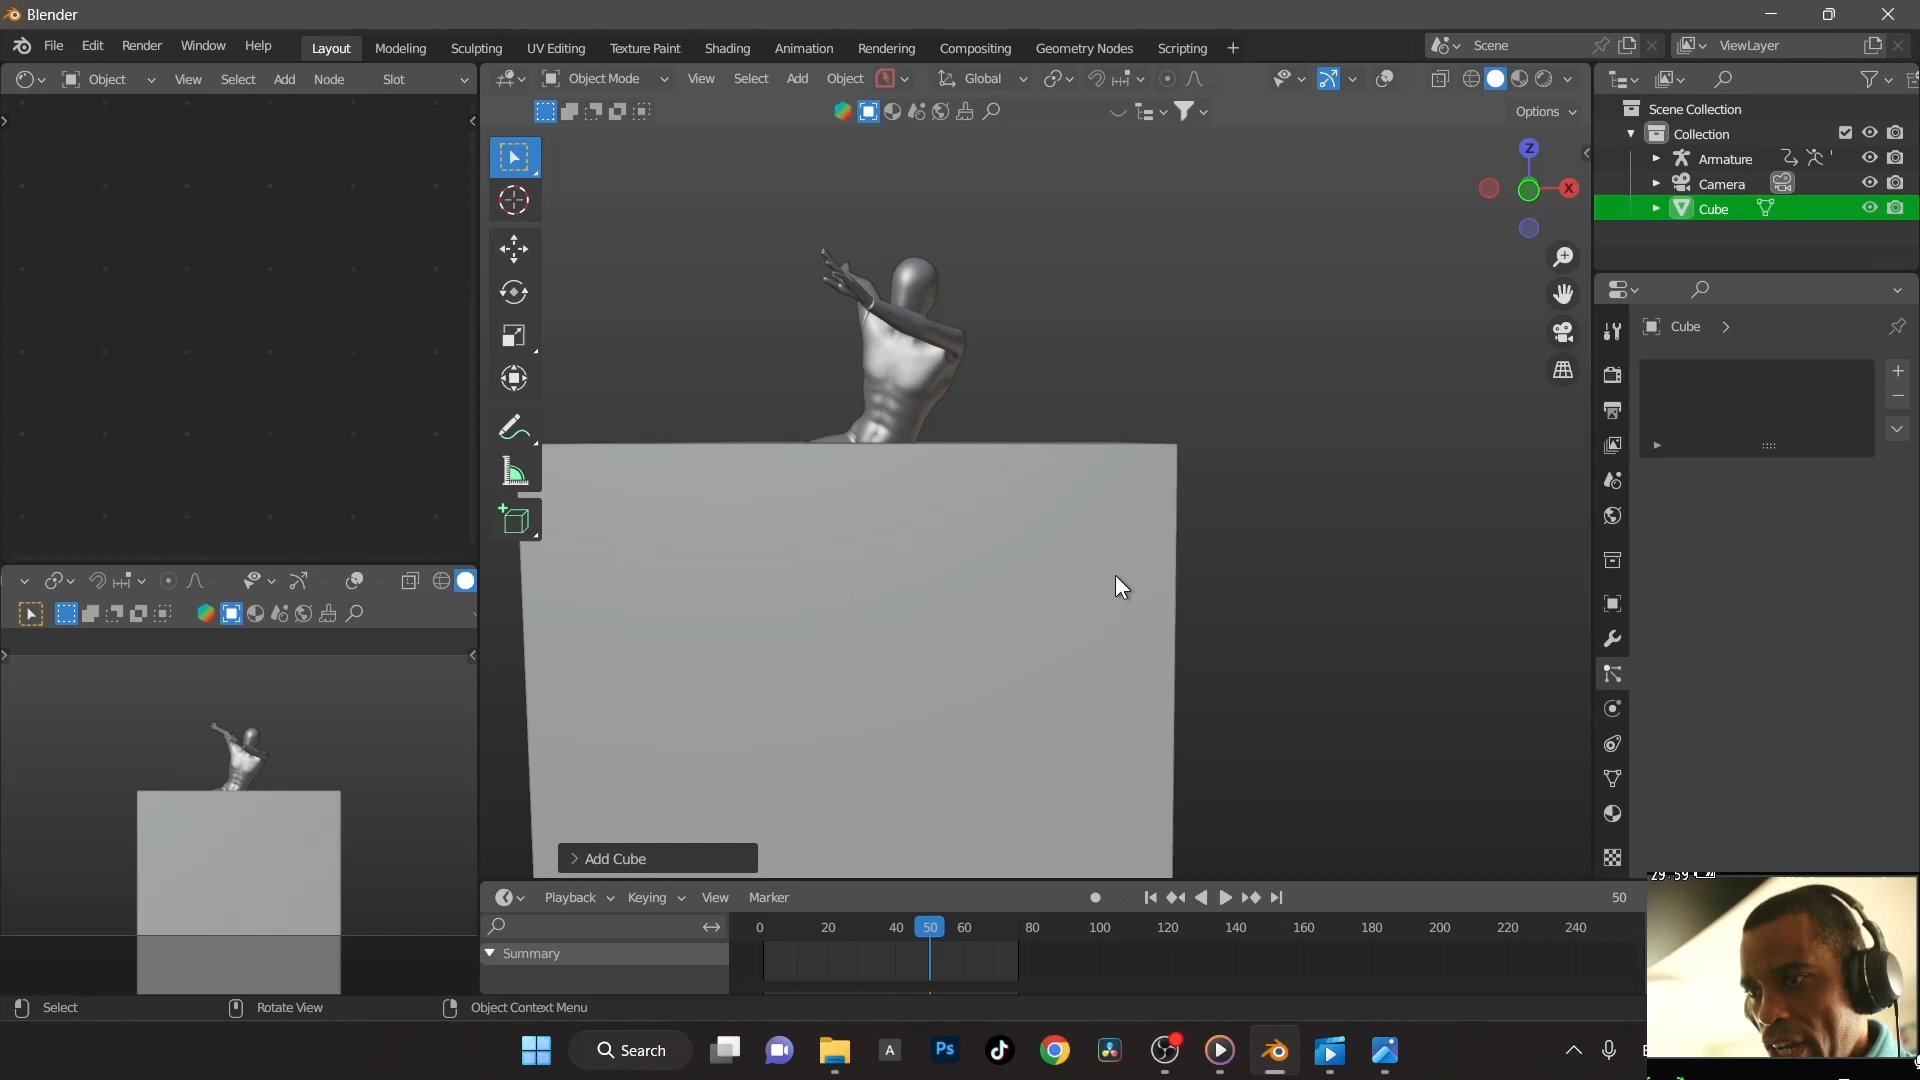 Blender
File Edit Render Window Help
Layout Modeling Sculpting UV Editing Texture Paint Shading Animation Rendering Compositing Geometry Nodes Scripting +
Scene
ViewLayer
Object View Select Add Node Slot
Object Mode View Select Add Object Global
Options
Scene Collection
Collection
Armature
Camera
Cube
Z
X
Cube
Add Cube
Playback Keying View Marker
50
0 20 40 50 60 80 100 120 140 160 180 200 220 240
Summary
Select Rotate View Object Context Menu
Search
A
Ps
29:59